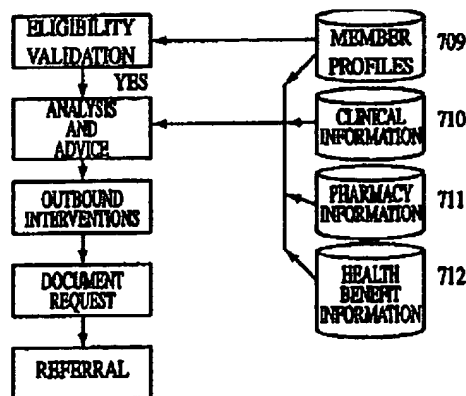 ELIGIBILITY
VALIDATION
YES
ANALYSIS
AND
ADVICE
OUTBOUND
INTERVENTIONS
DOCUMENT
REQUEST
REFERRAL
MEMBER
PROFILES
709
CLINICAL
INFORMATION
710
PHARMACY
INFORMATION
711
HEALTH
BENEFIT
INFORMATION
712